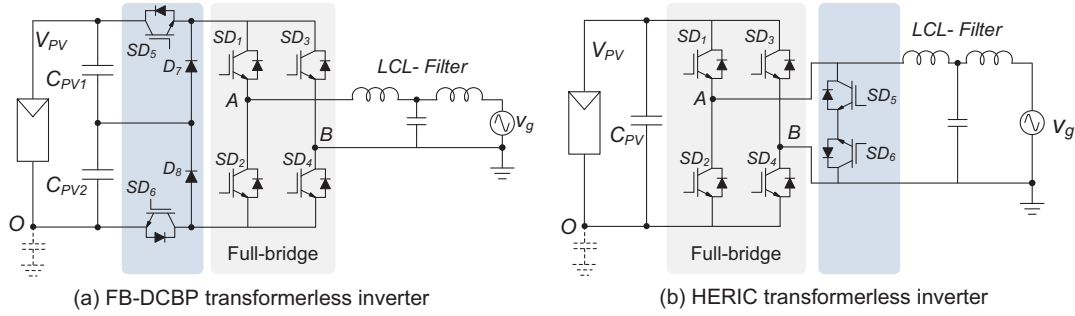 V_PV
SD_5
D_7
C_PV1
D_8
C_PV2
SD_6
O
SD_1
SD_3
A
B
SD_2
SD_4
LCL- Filter
v_g
Full-bridge
(a) FB-DCBP transformerless inverter
V_PV
C_PV
O
SD_1
SD_3
A
B
SD_2
SD_4
SD_5
SD_6
LCL- Filter
v_g
Full-bridge
(b) HERIC transformerless inverter